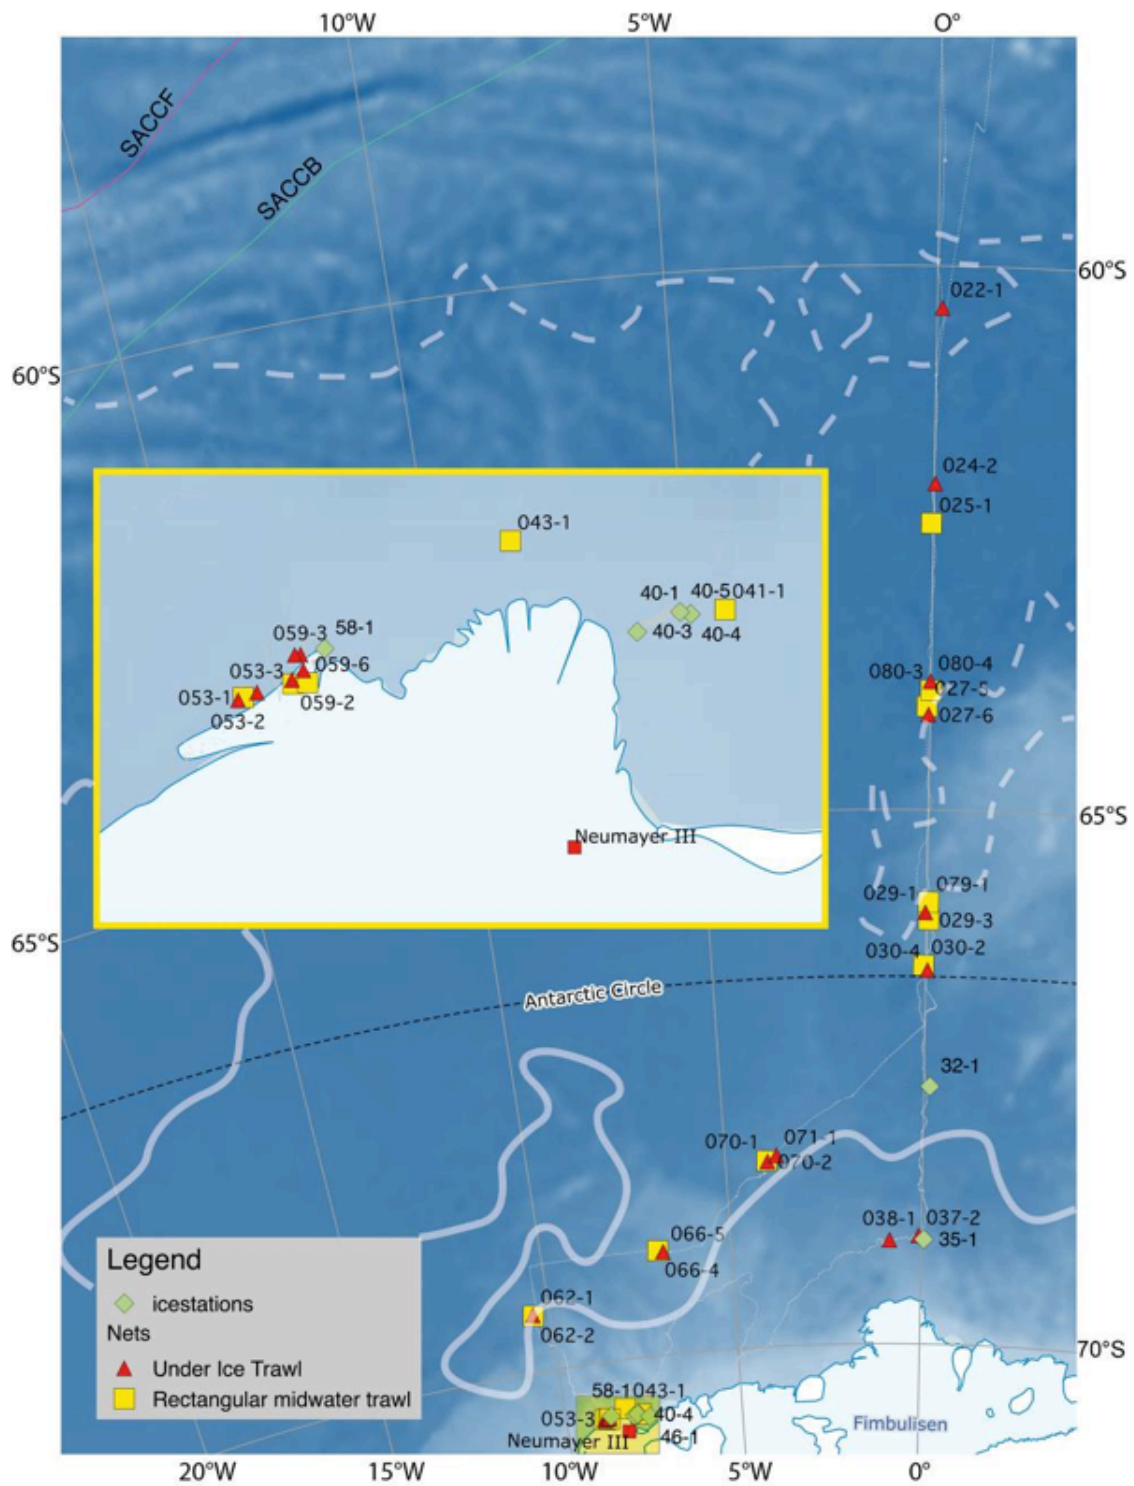 10°W
5°W
O°
SACCF
SACCB
60°S
022-1
60°S
024-2
025-1
043-1
40-1
40-5
041-1
40-3
40-4
059-3
58-1
059-6
053-3
053-1
059-2
053-2
080-3
080-4
027-5
027-6
65°S
Neumayer III
029-1
079-1
029-3
65°S
030-4
030-2
Antarctic Circle
32-1
070-1
071-1
070-2
038-1
037-2
35-1
066-5
066-4
Legend
icestations
Nets
Under Ice Trawl
Rectangular midwater trawl
062-1
062-2
70°S
58-1
043-1
053-3
40-4
Neumayer III
46-1
Fimbulisen
20°W
15°W
10°W
5°W
0°